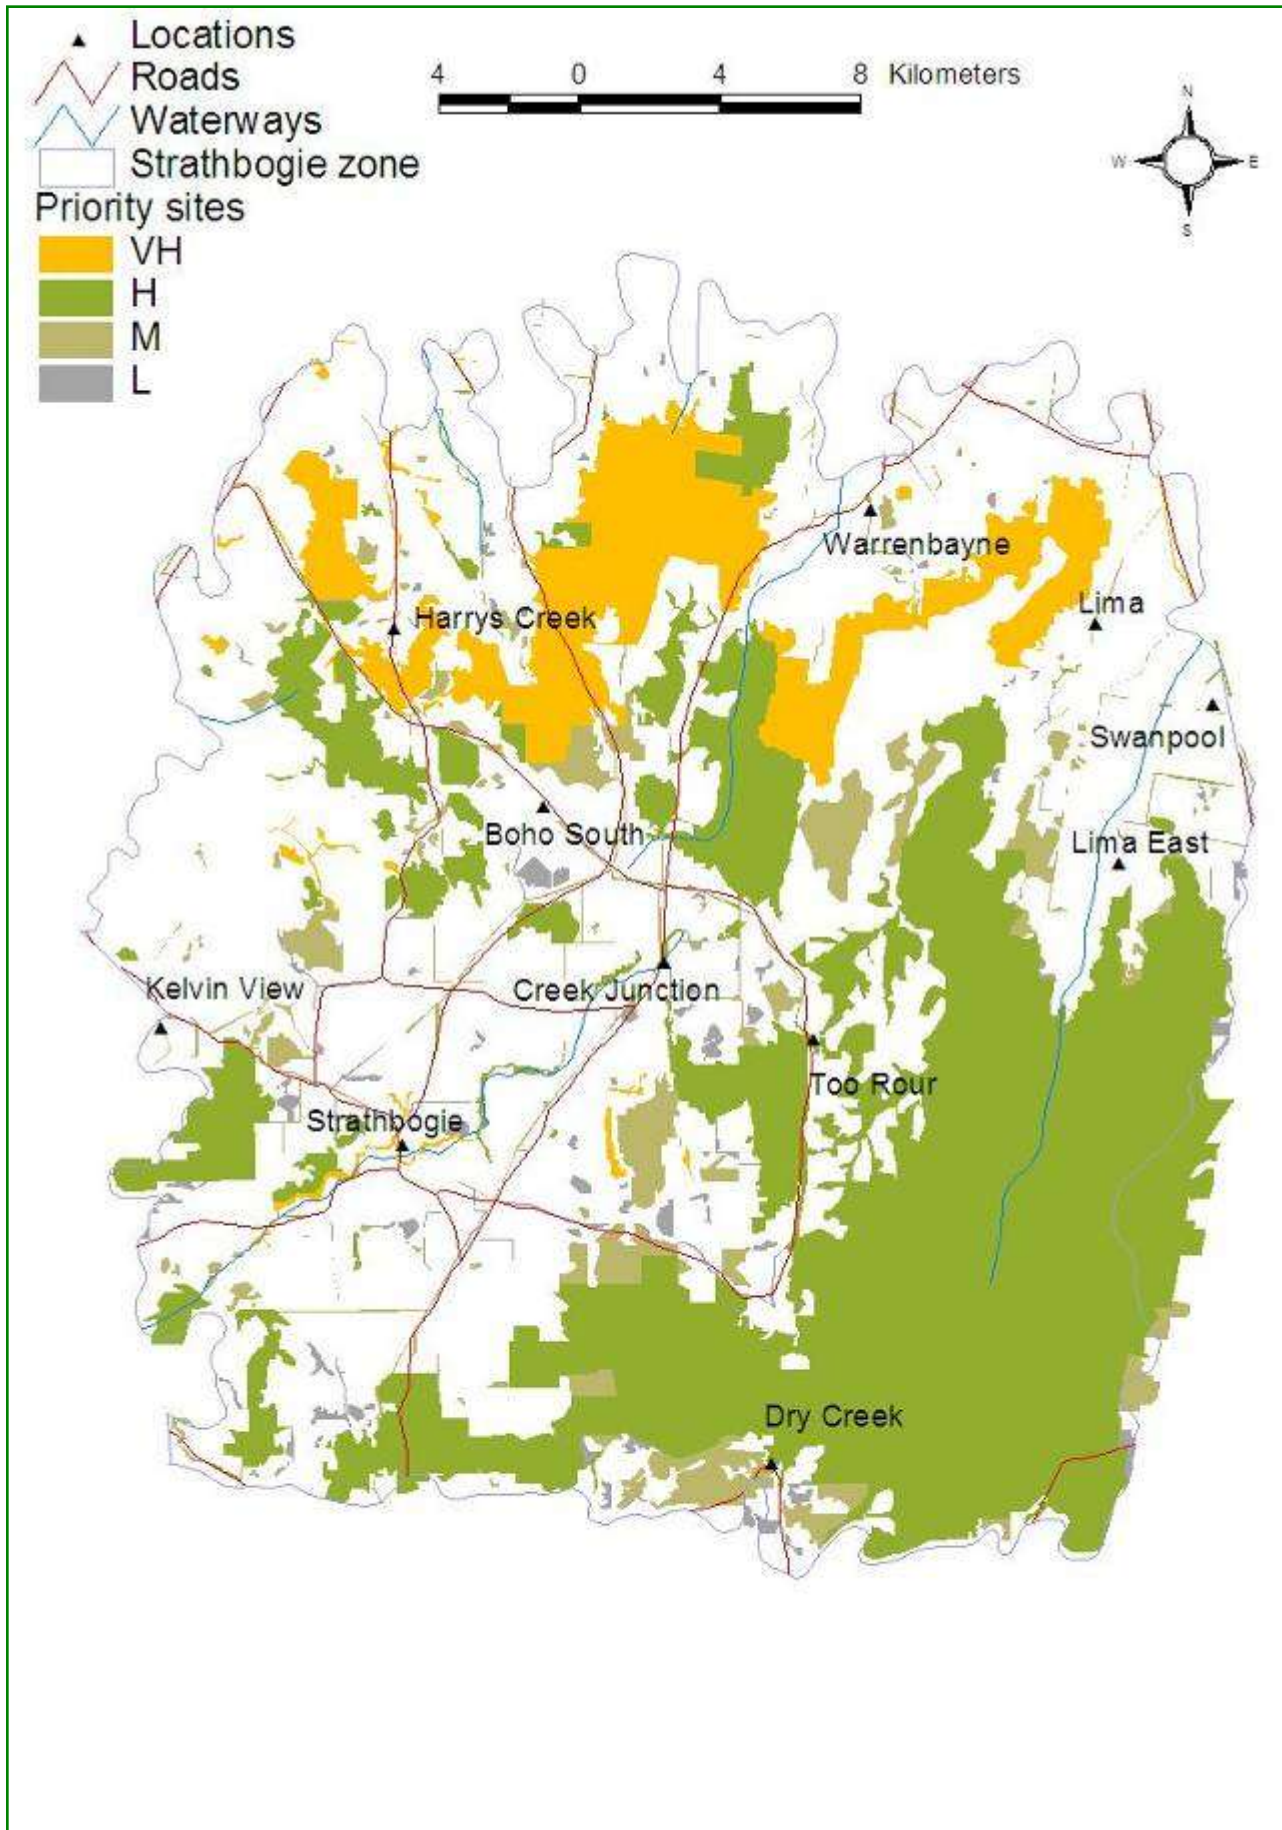 Locations
Roads
Waterways
Strathbogie zone
Priority sites
VH
H
M
L
4 0 4 8 Kilometers
N
W E
S
Warrenbayne
Harrys Creek
Lima
Swanpool
Boho South
Lima East
Kelvin View
Creek Junction
Too Rour
Strathbogie
Dry Creek